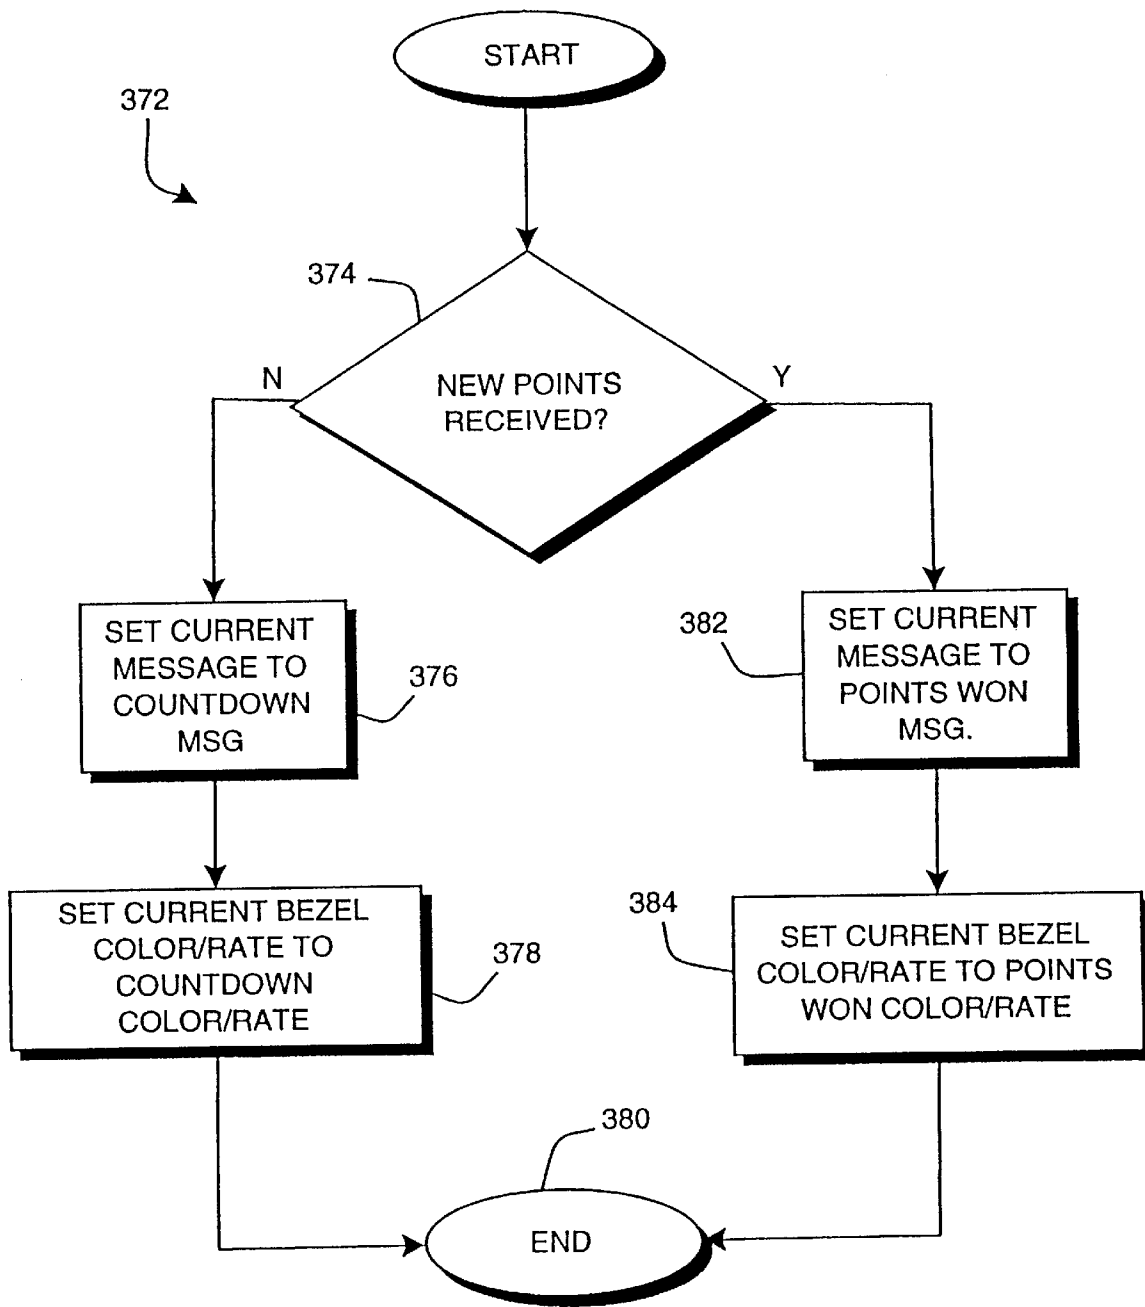 START
372
374
N
Y
NEW POINTS
RECEIVED?
SET CURRENT
MESSAGE TO
COUNTDOWN
MSG
376
382
SET CURRENT
MESSAGE TO
POINTS WON
MSG.
SET CURRENT BEZEL
COLOR/RATE TO
COUNTDOWN
COLOR/RATE
378
384
SET CURRENT BEZEL
COLOR/RATE TO POINTS
WON COLOR/RATE
380
END